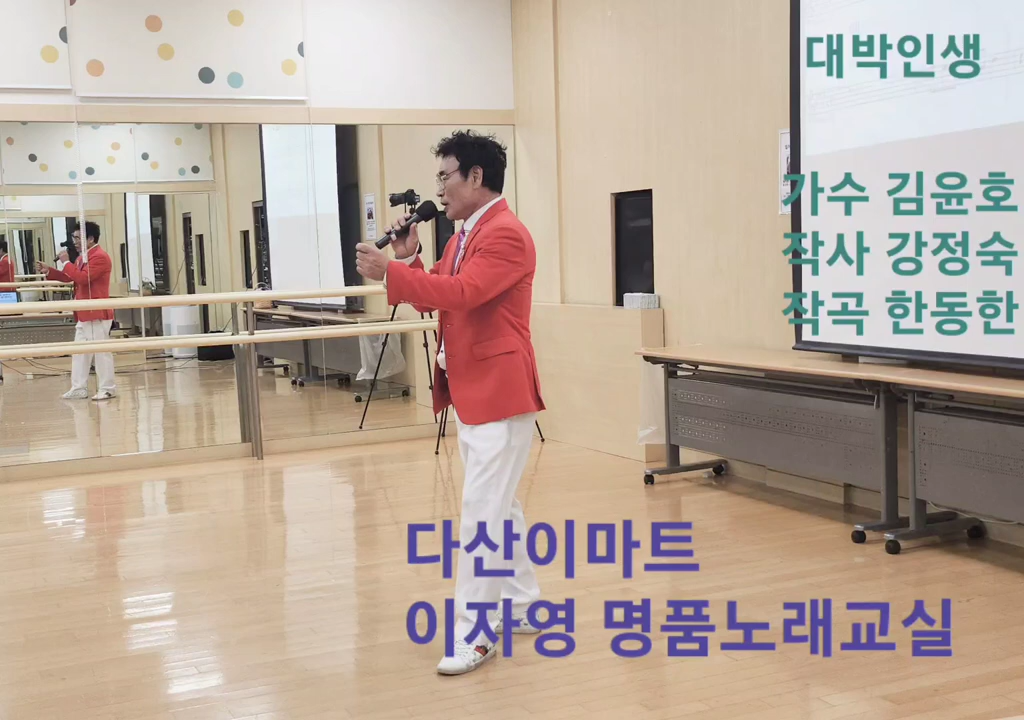 대박인생
가수 김윤호
작사 강정숙
작곡 한동한
다산이마트
이자영 명품노래교실